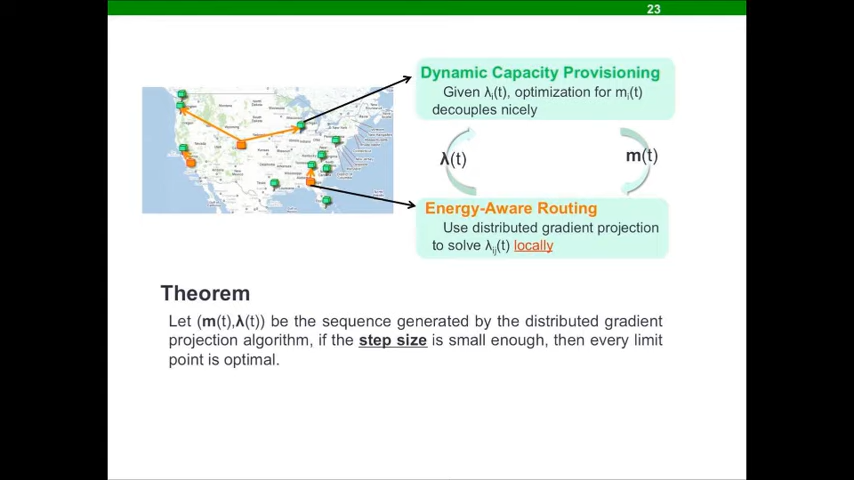 23
Dynamic Capacity Provisioning
Given λi(t), optimization for mi(t)
decouples nicely
λ(t)
m(t)
Energy-Aware Routing
Use distributed gradient projection
to solve λij(t) locally
Theorem
Let (m(t),λ(t)) be the sequence generated by the distributed gradient
projection algorithm, if the step size is small enough, then every limit
point is optimal.